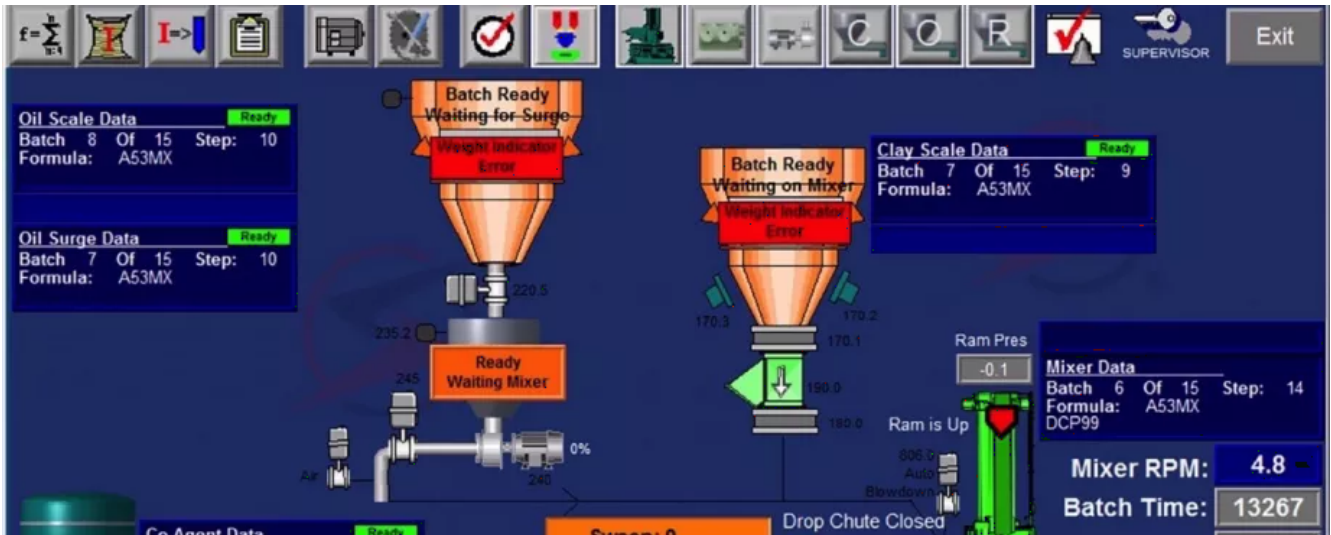 f=Σ
I
I=>
C
O
R
SUPERVISOR
Exit
Oil Scale Data Ready
Batch 8 Of 15 Step: 10
Formula: A53MX
Oil Surge Data Ready
Batch 7 Of 15 Step: 10
Formula: A53MX
Batch Ready
Waiting for Surge
Weight Indicator
Error
220.5
235.2
Ready
Waiting Mixer
245
Air
0%
240
Batch Ready
Waiting on Mixer
Weight Indicator
Error
170.3
170.2
170.1
190.0
180.0
Clay Scale Data Ready
Batch 7 Of 15 Step: 9
Formula: A53MX
Ram Pres
-0.1
Ram is Up
806.0
Auto
Blowdown
Drop Chute Closed
Mixer Data
Batch 6 Of 15 Step: 14
Formula: A53MX
DCP99
Mixer RPM: 4.8
Batch Time: 13267
Co Agent Data Ready